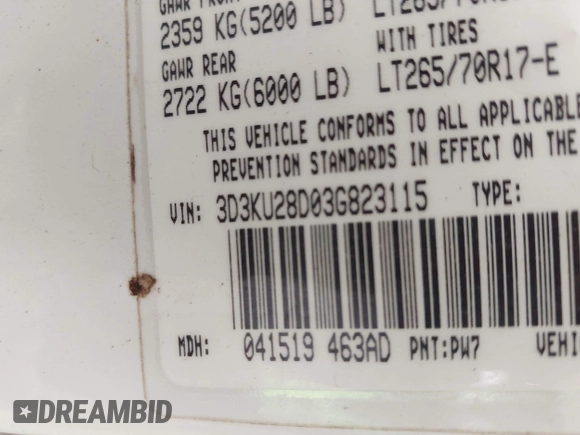 2359 KG(5200 LB)
WITH TIRES
GAWR REAR
2722 KG(6000 LB) LT265/70R17-E
THIS VEHICLE CONFORMS TO ALL APPLICABLE
PREVENTION STANDARDS IN EFFECT ON THE
VIN: 3D3KU28D03G823115 TYPE:
MDH: 041519 463AD PNT:PW7 VEHI
DREAMBID